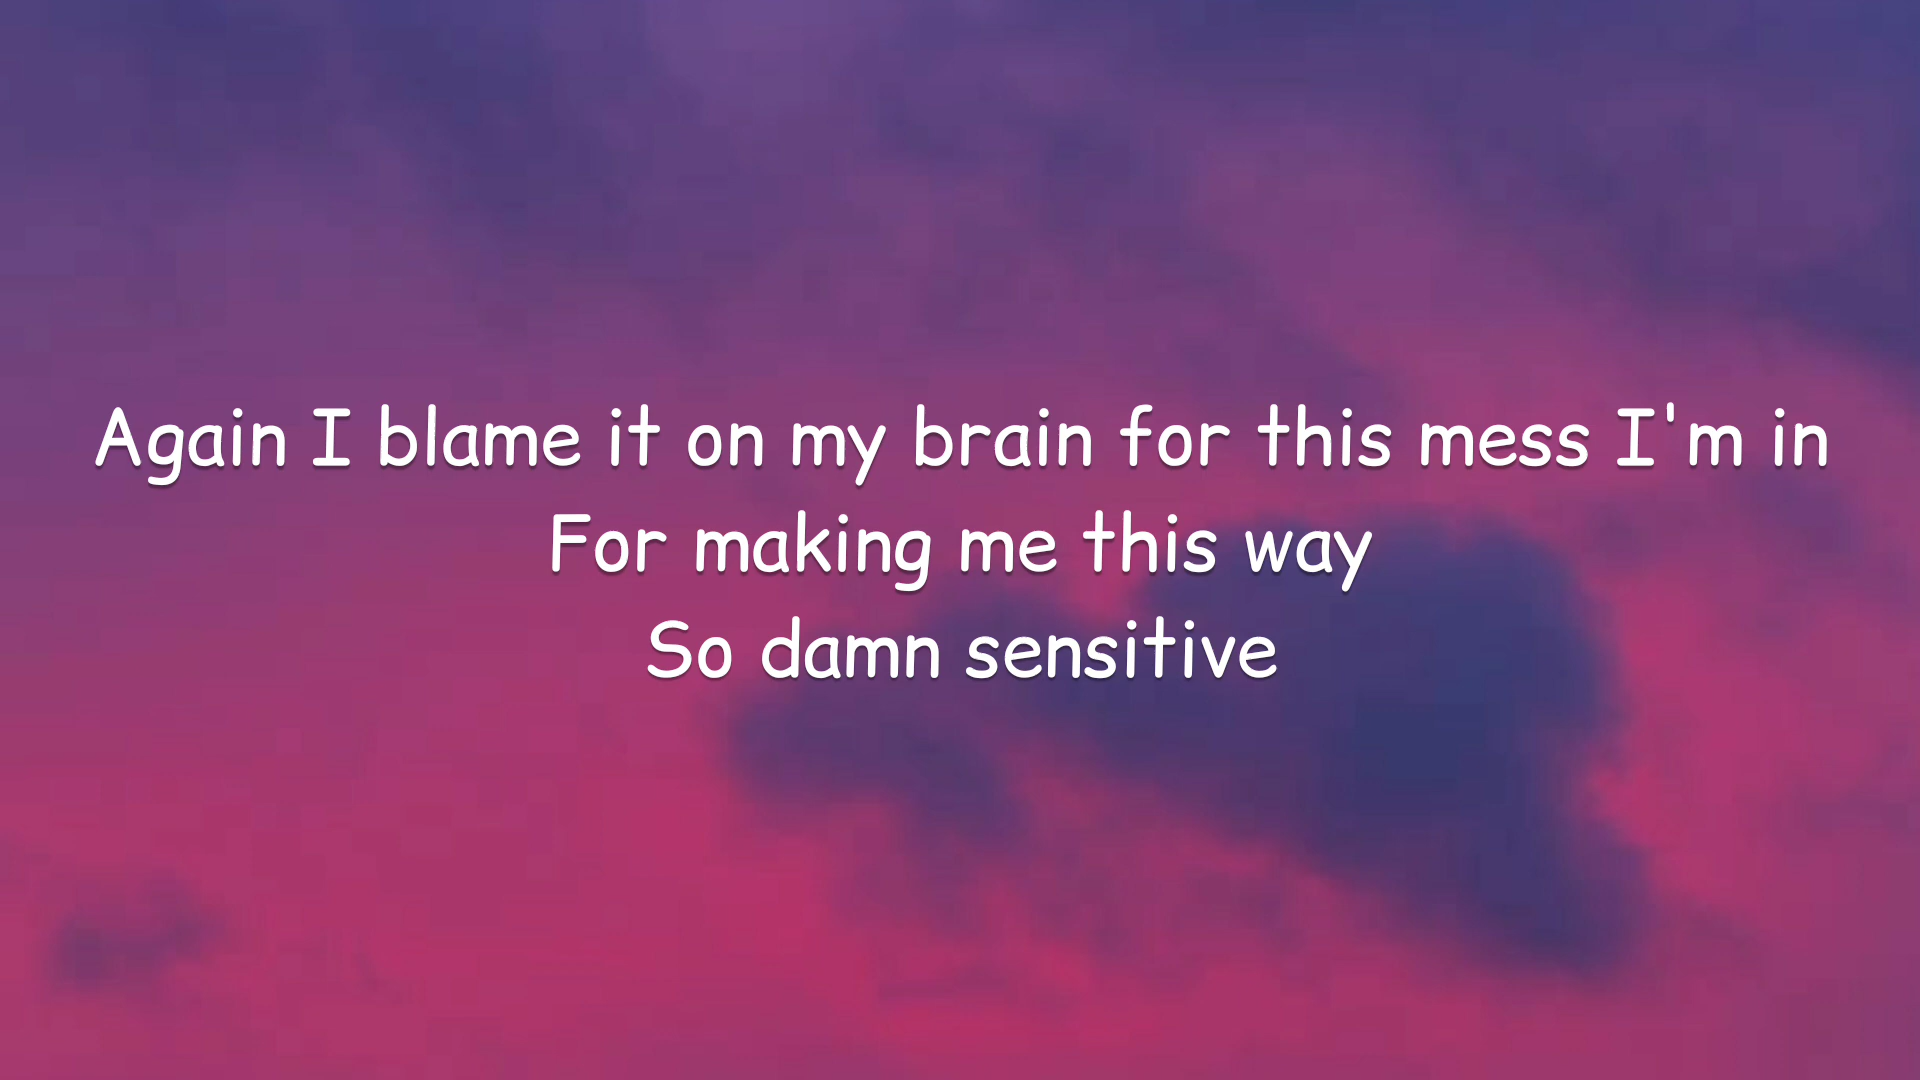 Again I blame it on my brain for this mess I'm in
For making me this way
So damn sensitive